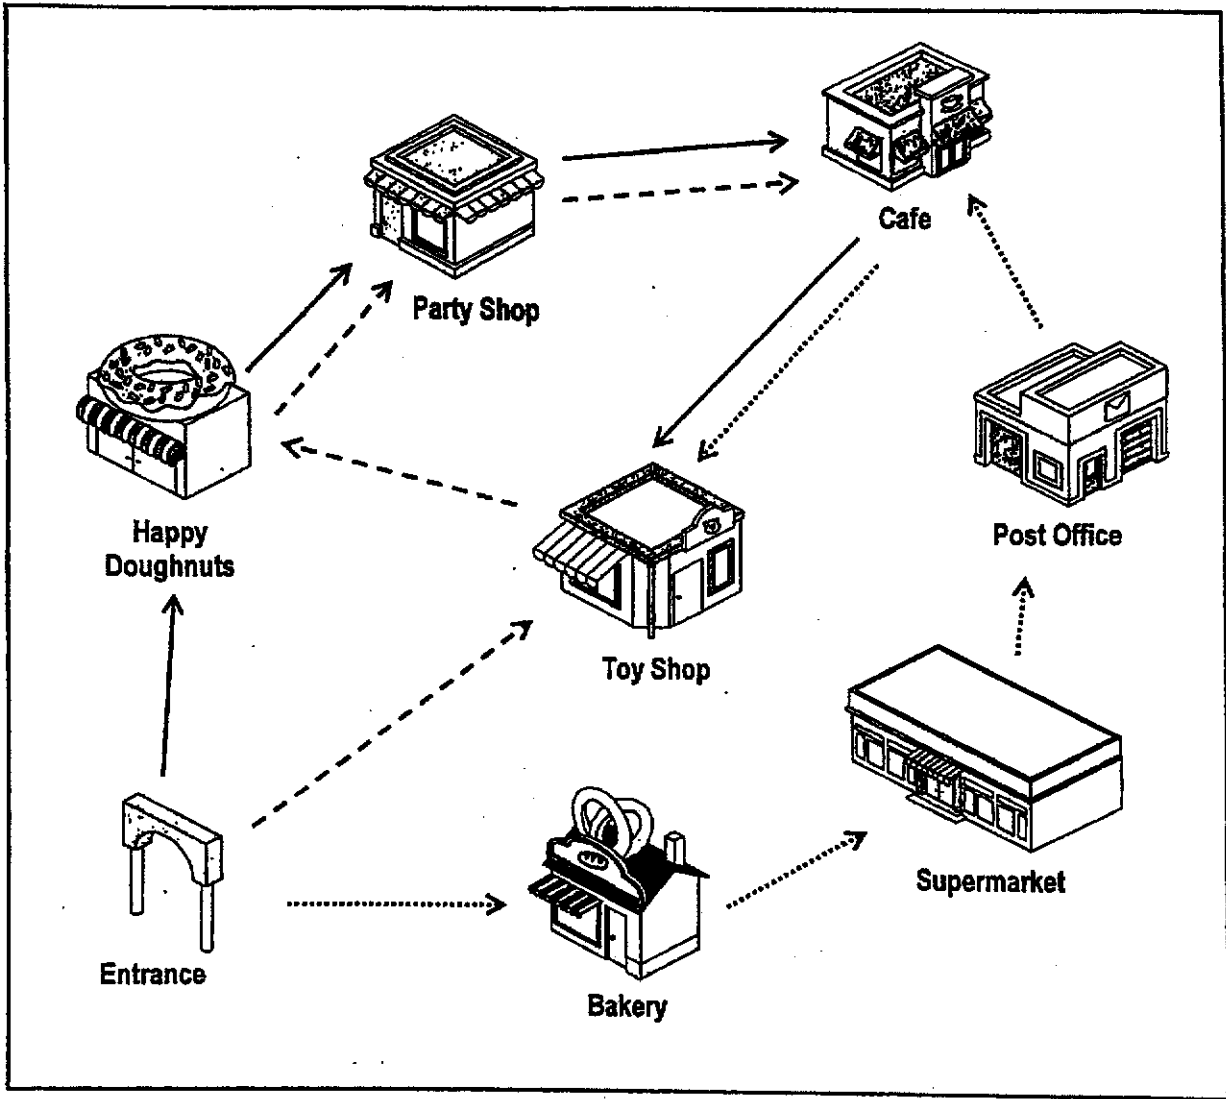 Cafe
Party Shop
Happy
Doughnuts
Post Office
Toy Shop
Supermarket
Entrance
Bakery